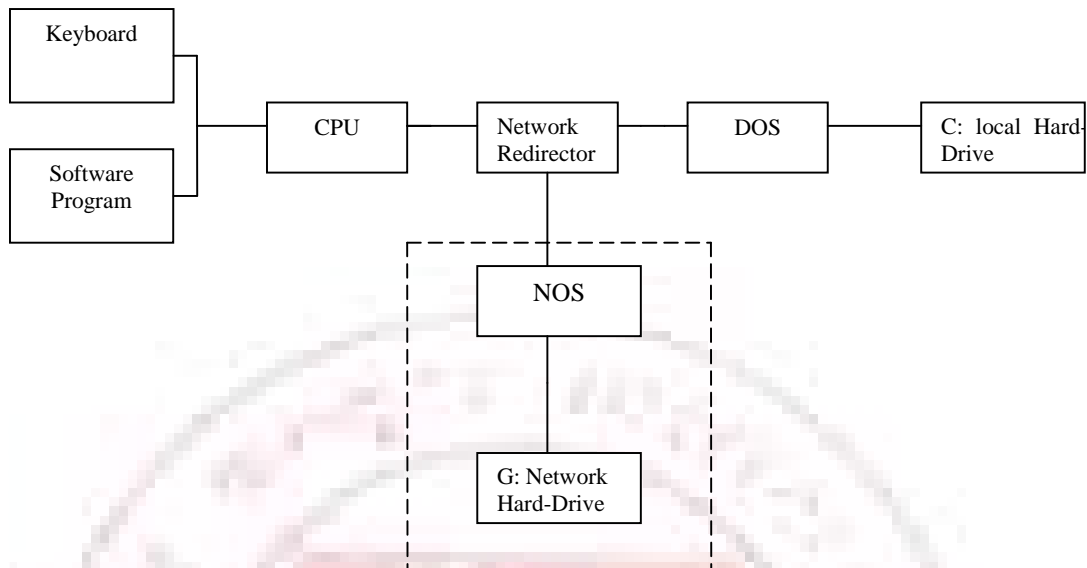 Keyboard
Software
Program
CPU
Network
Redirector
DOS
C: local Hard-
Drive
NOS
G: Network
Hard-Drive